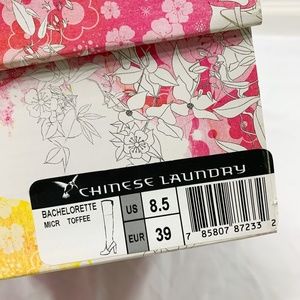 CHINESE LAUNDRY
BACHELORETTE
MICR TOFFEE
US 8.5
EUR 39
7 85807 87233 2